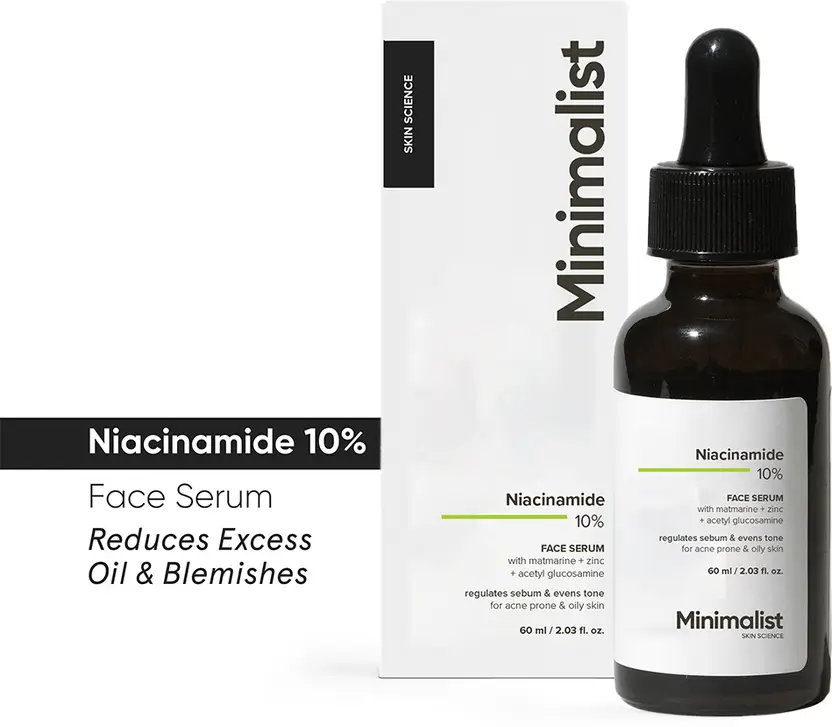 Niacinamide 10%
Face Serum
Reduces Excess
Oil & Blemishes
SKIN SCIENCE
Minimalist
Niacinamide
10%
FACE SERUM
with matmarine + zinc
+ acetyl glucosamine
regulates sebum & evens tone
for acne prone & oily skin
60 ml / 2.03 fl. oz.
Niacinamide
10%
FACE SERUM
with matmarine + zinc
+ acetyl glucosamine
regulates sebum & evens tone
for acne prone & oily skin
60 ml / 2.03 fl. oz.
Minimalist
SKIN SCIENCE